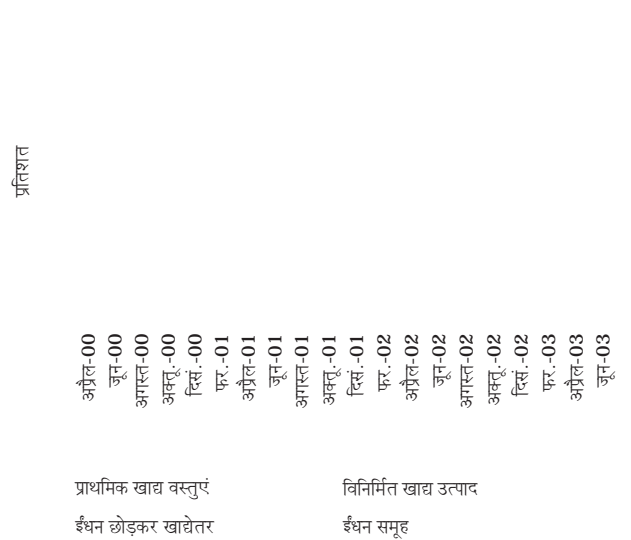 प्रतिशत
अप्रैल-00
जून-00
अगस्त-00
अक्तू.-00
दिसं.-00
फर.-01
अप्रैल-01
जून-01
अगस्त-01
अक्तू.-01
दिसं.-01
फर.-02
अप्रैल-02
जून-02
अगस्त-02
अक्तू.-02
दिसं.-02
फर.-03
अप्रैल-03
जून-03
प्राथमिक खाद्य वस्तुएं
विनिर्मित खाद्य उत्पाद
ईंधन छोड़कर खाद्येतर
ईंधन समूह